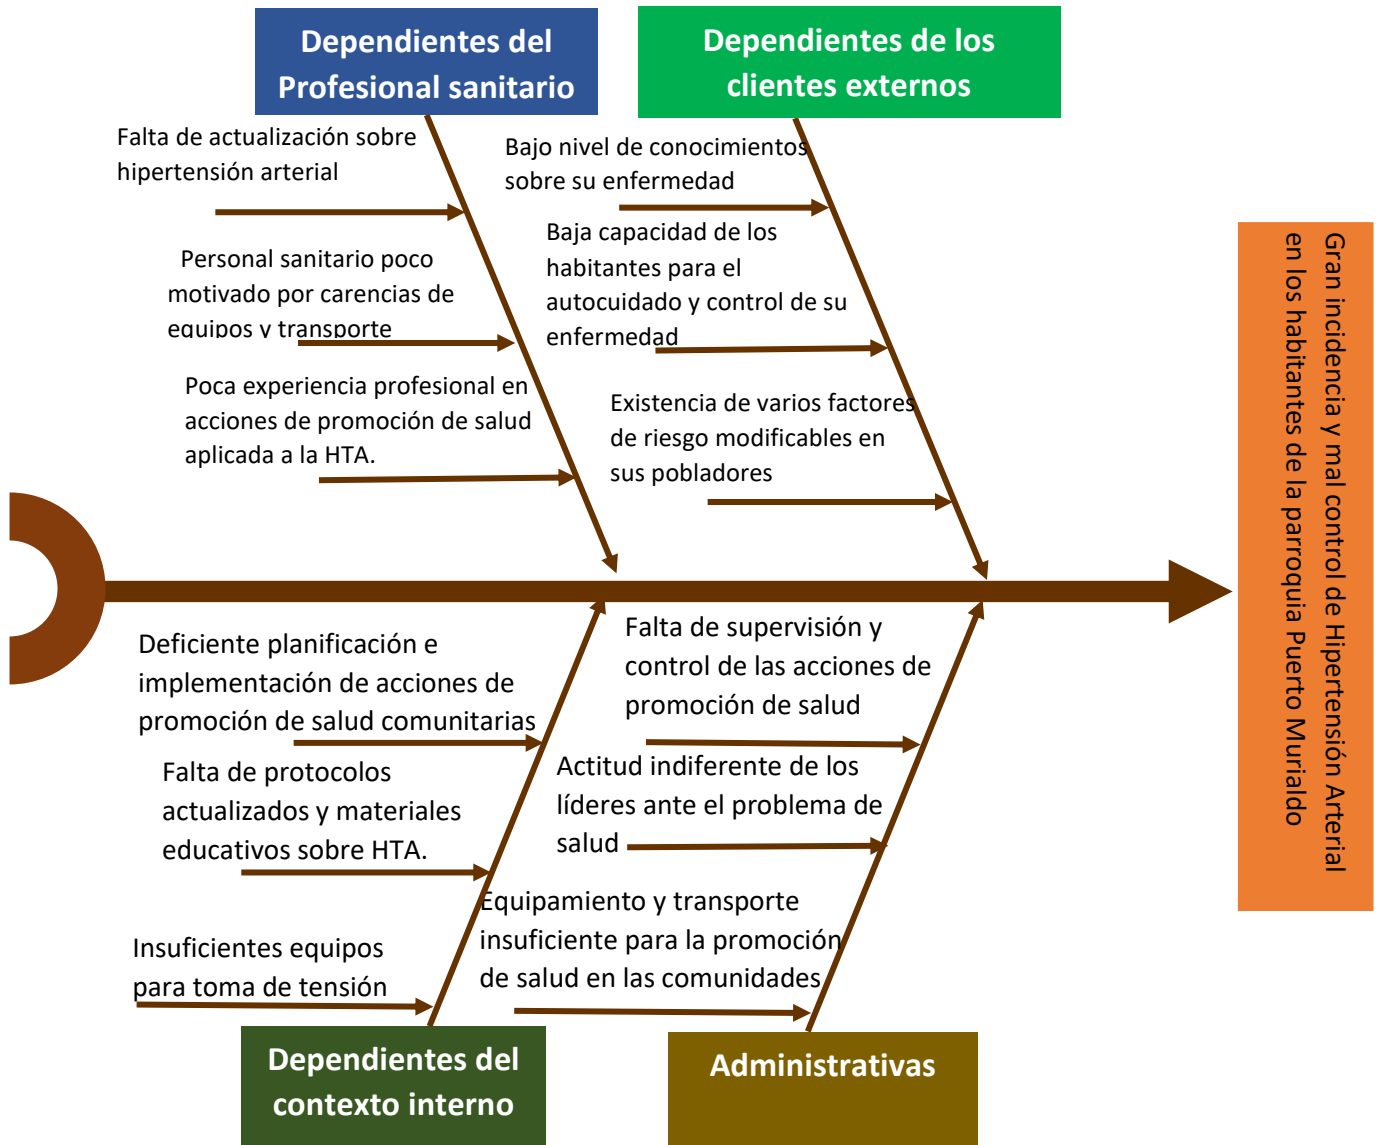 Dependientes del
Profesional sanitario
Falta de actualización sobre
hipertensión arterial
Personal sanitario poco
motivado por carencias de
equipos y transporte
Poca experiencia profesional en
acciones de promoción de salud
aplicada a la HTA.
Dependientes de los
clientes externos
Bajo nivel de conocimientos
sobre su enfermedad
Baja capacidad de los
habitantes para el
autocuidado y control de su
enfermedad
Existencia de varios factores
de riesgo modificables en
sus pobladores
Gran incidencia y mal control de Hipertensión Arterial
en los habitantes de la parroquia Puerto Murialdo
Deficiente planificación e
implementación de acciones de
promoción de salud comunitarias
Falta de protocolos
actualizados y materiales
educativos sobre HTA.
Insuficientes equipos
para toma de tensión
Dependientes del
contexto interno
Falta de supervisión y
control de las acciones de
promoción de salud
Actitud indiferente de los
líderes ante el problema de
salud
Equipamiento y transporte
insuficiente para la promoción
de salud en las comunidades
Administrativas